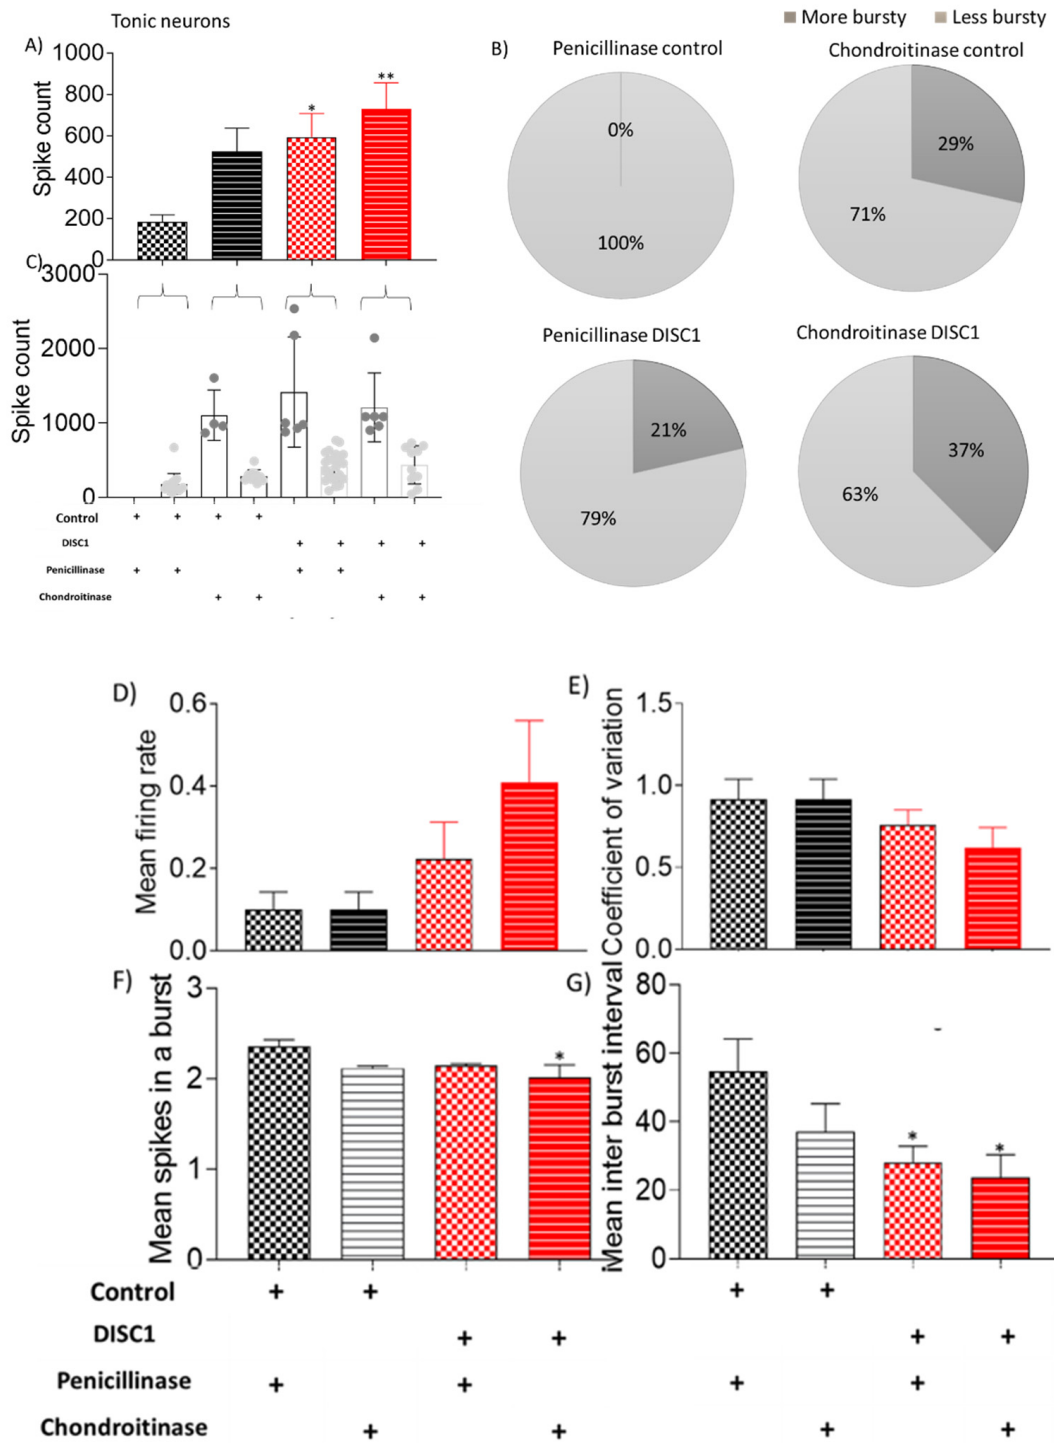 Tonic neurons
■ More bursty ■ Less bursty
A)
1000
800
600
400
200
0
Spike count
*
**
B)
Penicillinase control
0%
100%
Chondroitinase control
29%
71%
C)
3000
2000
1000
0
Spike count
Control + + + +
DISC1 + + + +
Penicillinase + + + +
Chondroitinase + + + +
Penicillinase DISC1
21%
79%
Chondroitinase DISC1
37%
63%
D)
0.6
0.4
0.2
0.0
Mean firing rate
E)
1.5
1.0
0.5
0.0
Coefficient of variation
F)
3
2
1
0
Mean spikes in a burst
*
G)
80
60
40
20
0
iMean inter burst interval
*
*
Control + + + +
DISC1 + + + +
Penicillinase + + + +
Chondroitinase + + + +